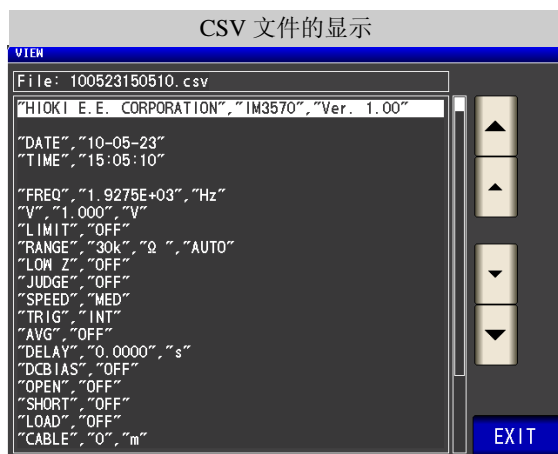 CSV 文件的显示
VIEW
File: 100523150510.csv
"HIOKI E.E. CORPORATION","IM3570","Ver. 1.00"
"DATE","10-05-23"
"TIME","15:05:10"
"FREQ","1.9275E+03","Hz"
"V","1.000","V"
"LIMIT","OFF"
"RANGE","30k","Ω ","AUTO"
"LOW Z","OFF"
"JUDGE","OFF"
"SPEED","MED"
"TRIG","INT"
"AVG","OFF"
"DELAY","0.0000","s"
"DCBIAS","OFF"
"OPEN","OFF"
"SHORT","OFF"
"LOAD","OFF"
"CABLE","0","m"
EXIT